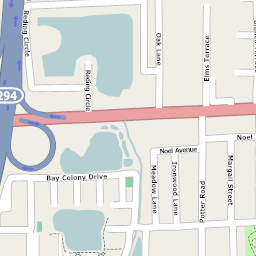 Reding Circle
Oak Lane
Elms Terrace
Reding Circle
294
Noel
Noel Avenue
Bay Colony Drive
Meadow Lane
Ironwood Lane
Potter Road
Margail Street